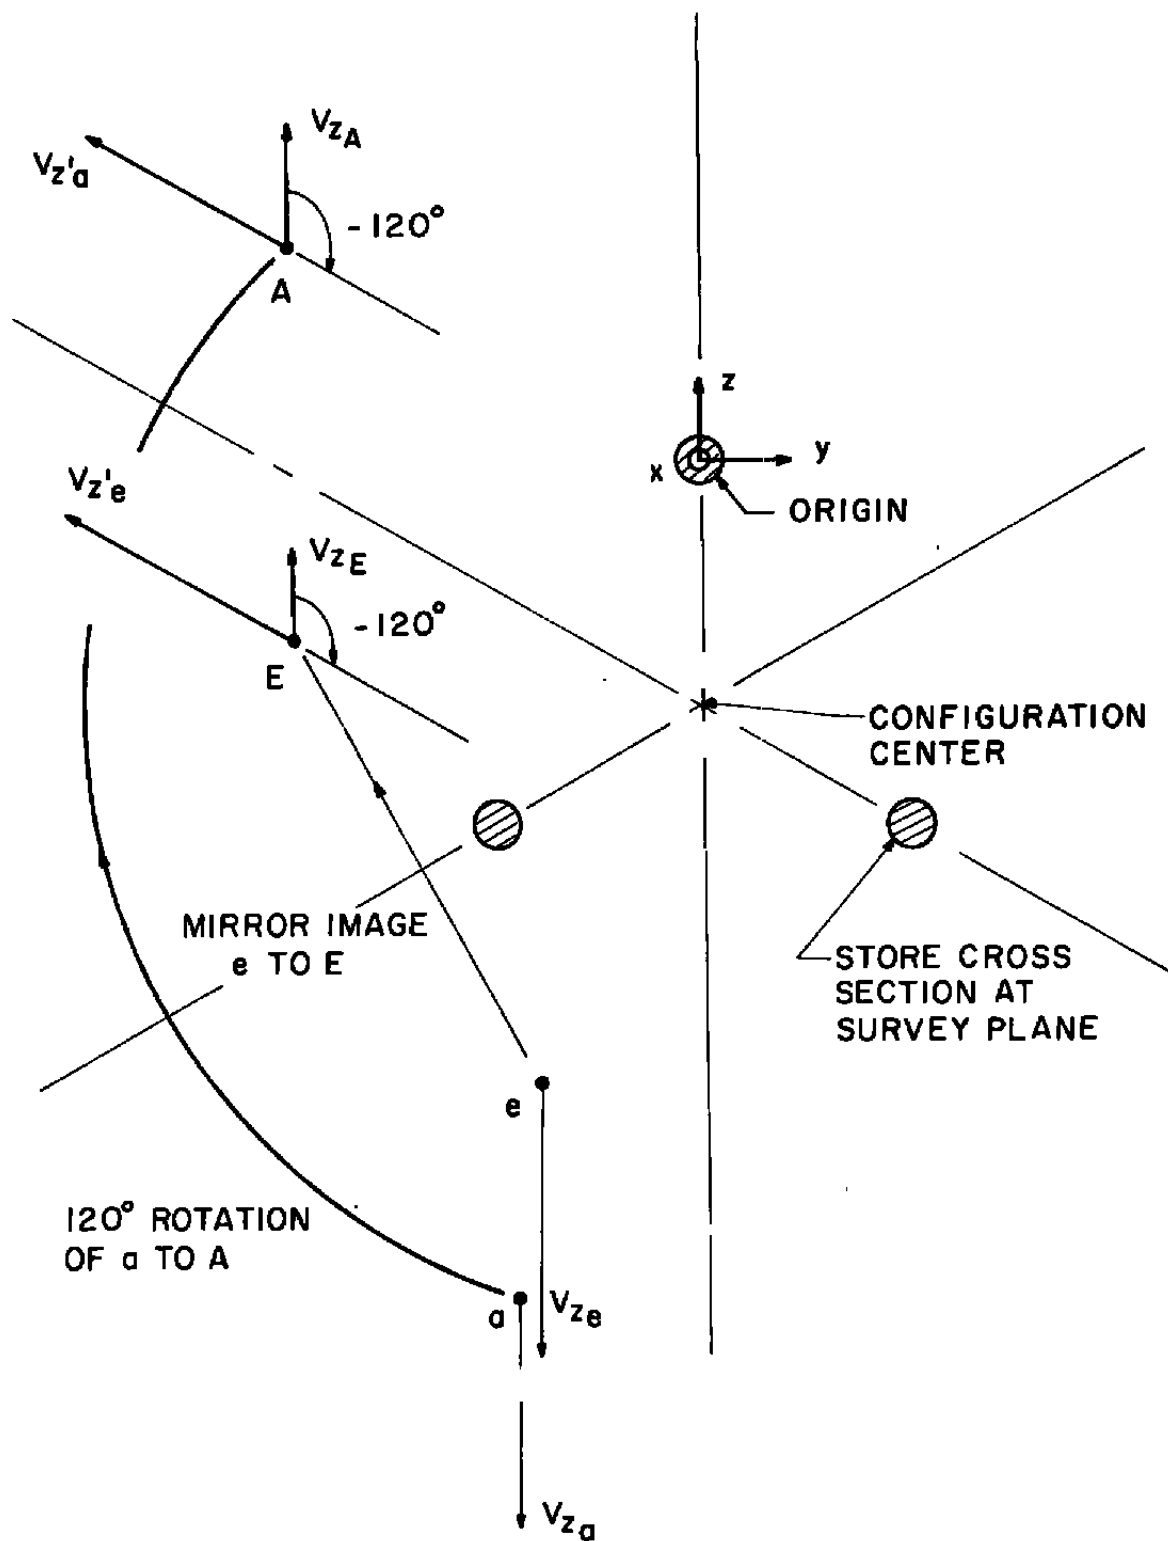 VzA
Vz'a
-120°
A
z
y
x
ORIGIN
Vz'e
VzE
-120°
E
CONFIGURATION
CENTER
MIRROR IMAGE
e TO E
STORE CROSS
SECTION AT
SURVEY PLANE
e
120° ROTATION
OF a TO A
a
Vze
Vza